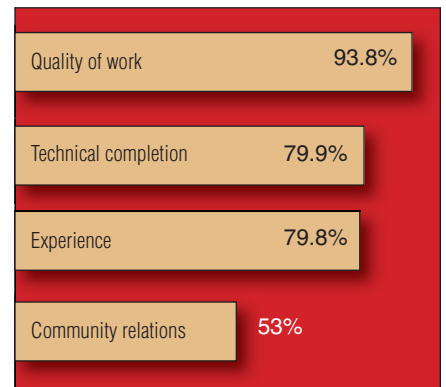 Quality of work 93.8%
Technical completion 79.9%
Experience 79.8%
Community relations 53%